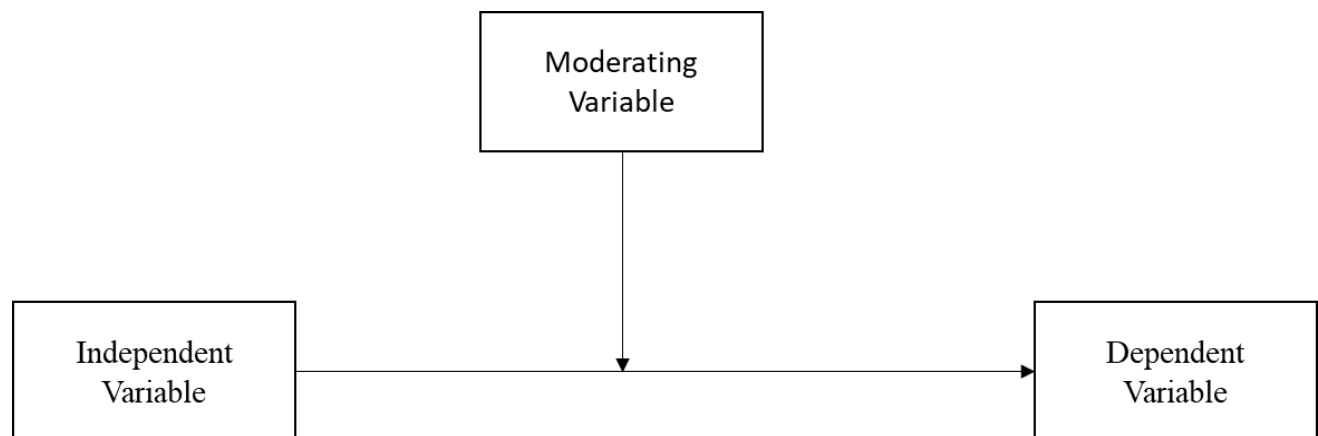 Moderating
Variable
Independent
Variable
Dependent
Variable